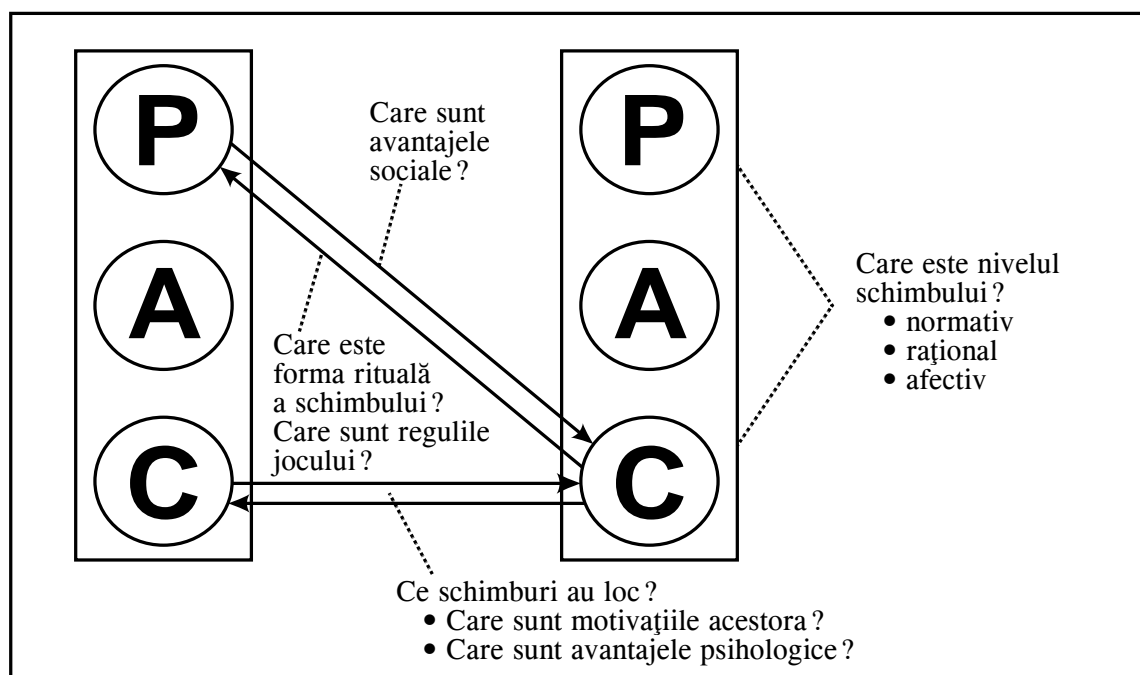 P
A
C
Care sunt
avantajele
sociale ?
Care este
forma rituală
a schimbului ?
Care sunt regulile
jocului ?
P
A
C
Care este nivelul
schimbului ?
• normativ
• raţional
• afectiv
Ce schimburi au loc ?
• Care sunt motivaţiile acestora ?
• Care sunt avantajele psihologice ?